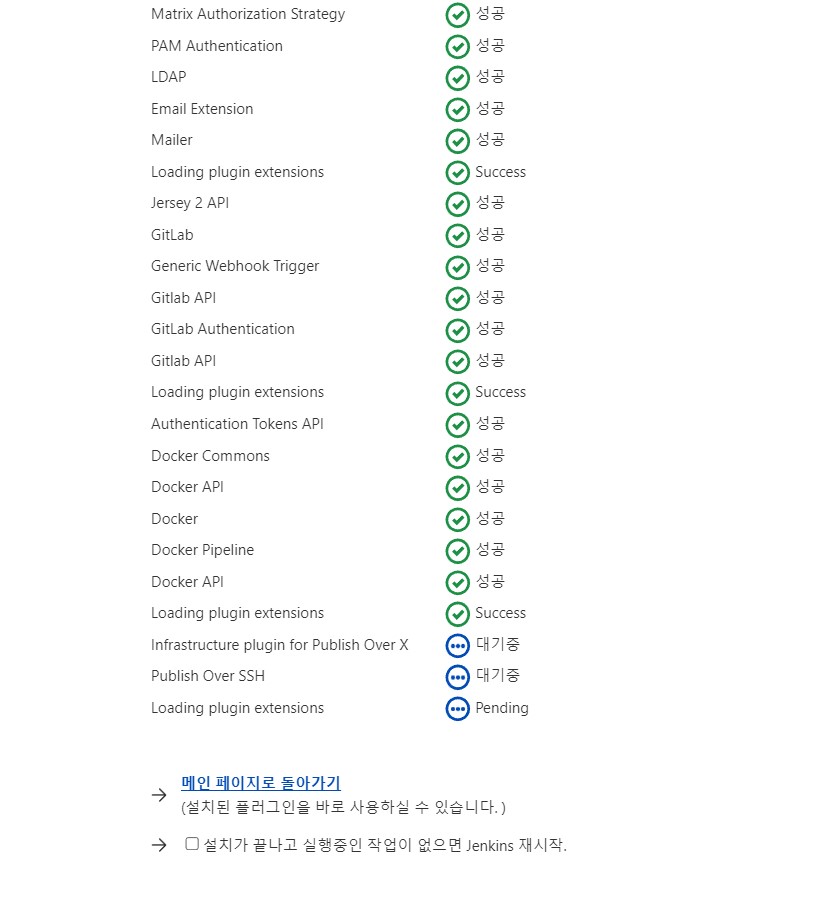 Matrix Authorization Strategy 성공
PAM Authentication 성공
LDAP 성공
Email Extension 성공
Mailer 성공
Loading plugin extensions Success
Jersey 2 API 성공
GitLab 성공
Generic Webhook Trigger 성공
Gitlab API 성공
GitLab Authentication 성공
Gitlab API 성공
Loading plugin extensions Success
Authentication Tokens API 성공
Docker Commons 성공
Docker API 성공
Docker 성공
Docker Pipeline 성공
Docker API 성공
Loading plugin extensions Success
Infrastructure plugin for Publish Over X 대기중
Publish Over SSH 대기중
Loading plugin extensions Pending
메인 페이지로 돌아가기
(설치된 플러그인을 바로 사용하실 수 있습니다. )
설치가 끝나고 실행중인 작업이 없으면 Jenkins 재시작.